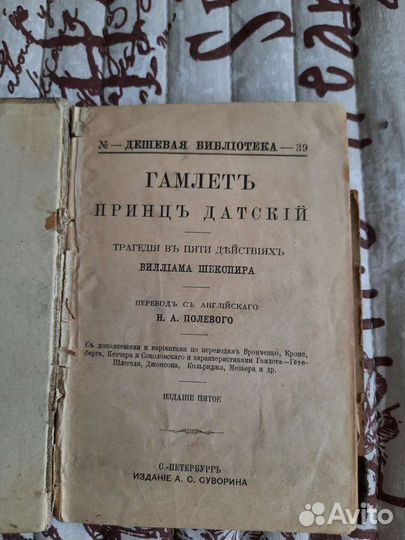 № — ДЕШЕВАЯ БИБЛІОТЕКА — 39
ГАМЛЕТЪ
ПРИНЦЪ ДАТСКІЙ
ТРАГЕДІЯ ВЪ ПЯТИ ДѢЙСТВІЯХЪ
ВИЛЛІАМА ШЕКСПИРА
ПЕРЕВОДЪ СЪ АНГЛІЙСКАГО
Н. А. ПОЛЕВОГО
Съ дополненіями и варіантами по переводамъ Вронченко, Кроне-
берга, Кетчера и Соколовскаго и характеристиками Гамлета—Гёте,
Шлегеля, Джонсона, Кольриджа, Мезьера и др.
ИЗДАНІЕ ПЯТОЕ
С.-ПЕТЕРБУРГЪ
ИЗДАНІЕ А. С. СУВОРИНА
Avito